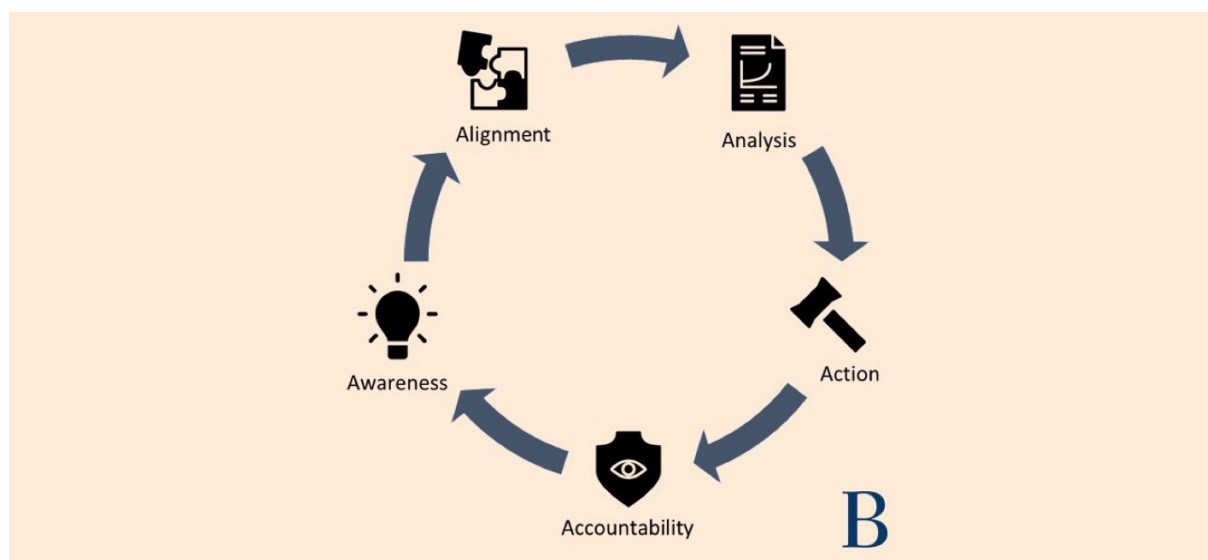 Alignment
Analysis
Awareness
Action
Accountability
B